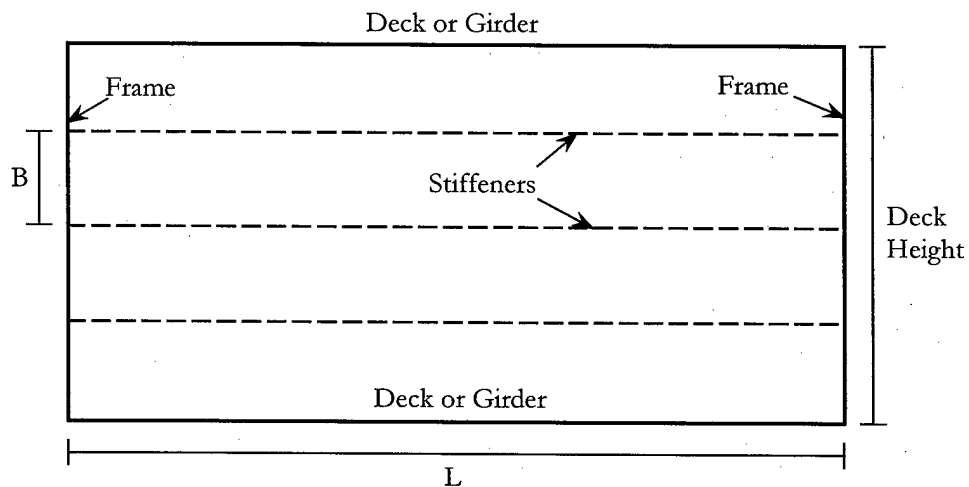 Deck or Girder
Frame
Frame
B
Stiffeners
Deck
Height
Deck or Girder
L